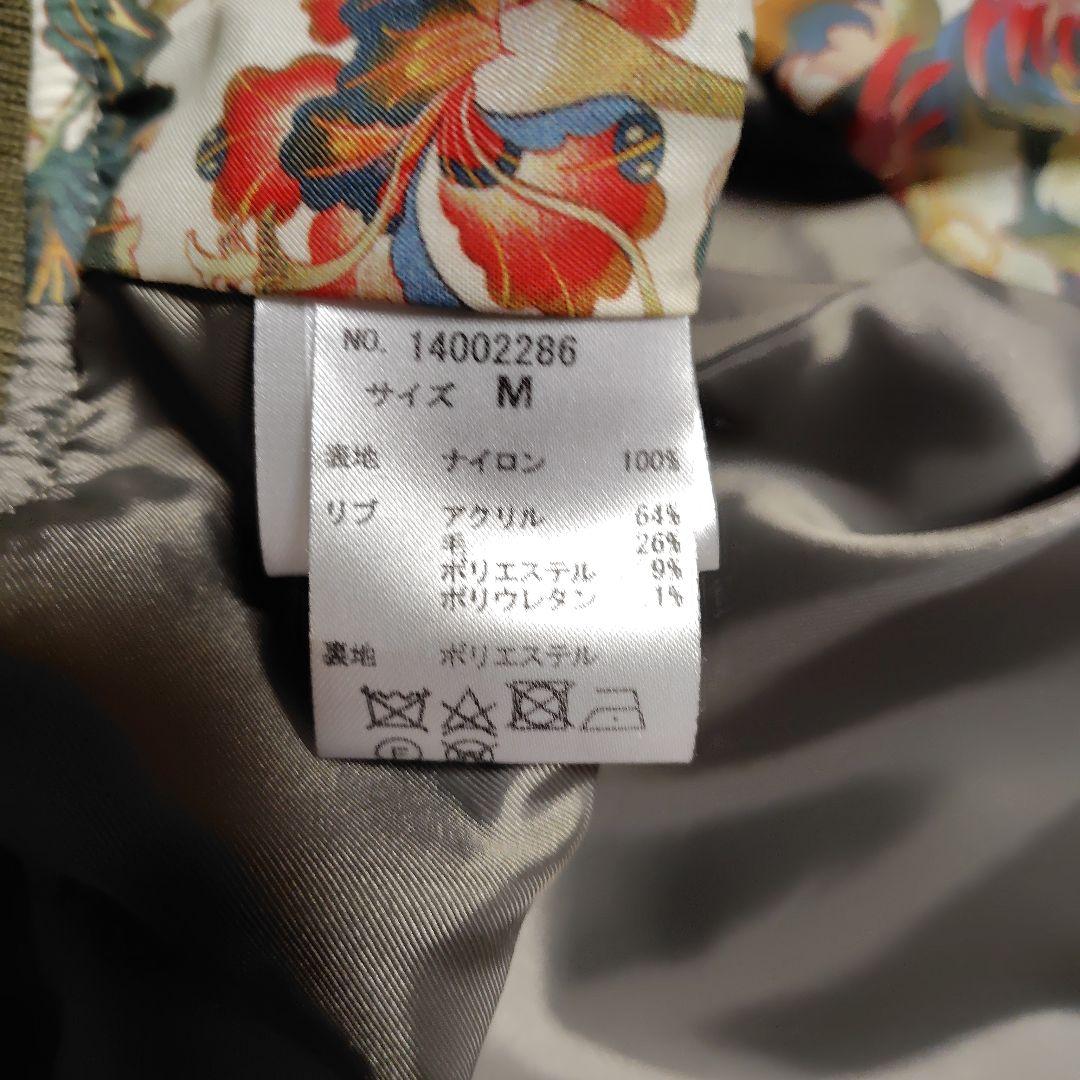 NO. 14002286
サイズ M
表地 ナイロン 100%
リブ アクリル 64%
毛 26%
ポリエステル 9%
ポリウレタン 1%
裏地 ポリエステル